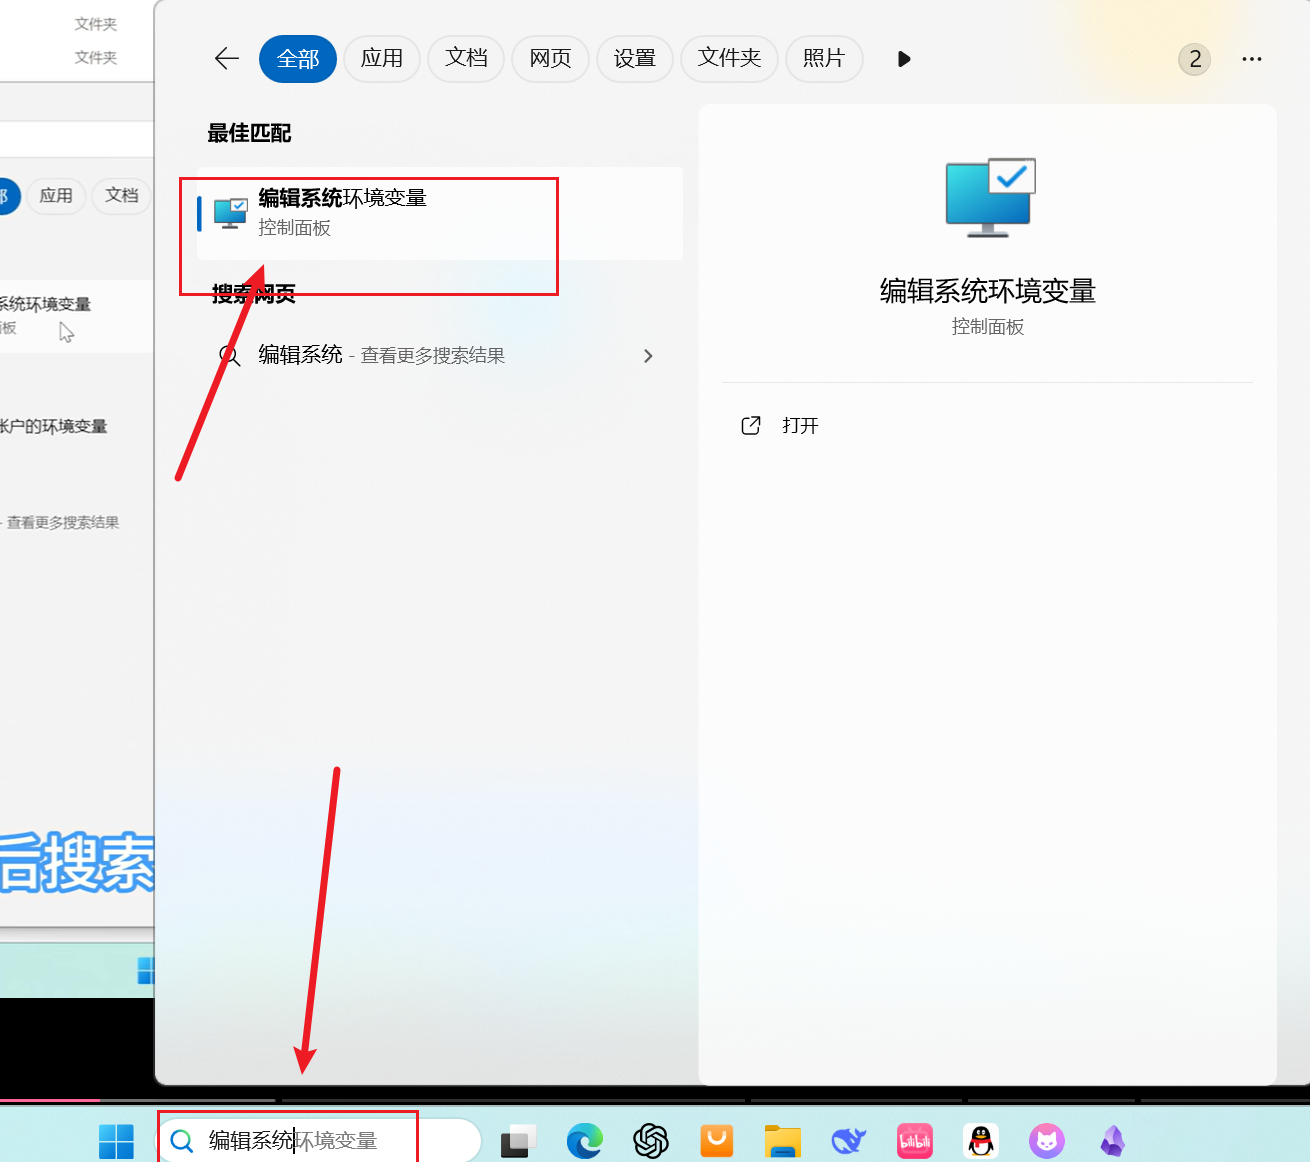 文件夹
文件夹
应用
文档
系统环境变量
板
帐户的环境变量
- 查看更多搜索结果
后搜索
全部
应用
文档
网页
设置
文件夹
照片
2
最佳匹配
编辑系统环境变量
控制面板
搜索网页
编辑系统 - 查看更多搜索结果
编辑系统环境变量
控制面板
打开
编辑系统环境变量
bilibili